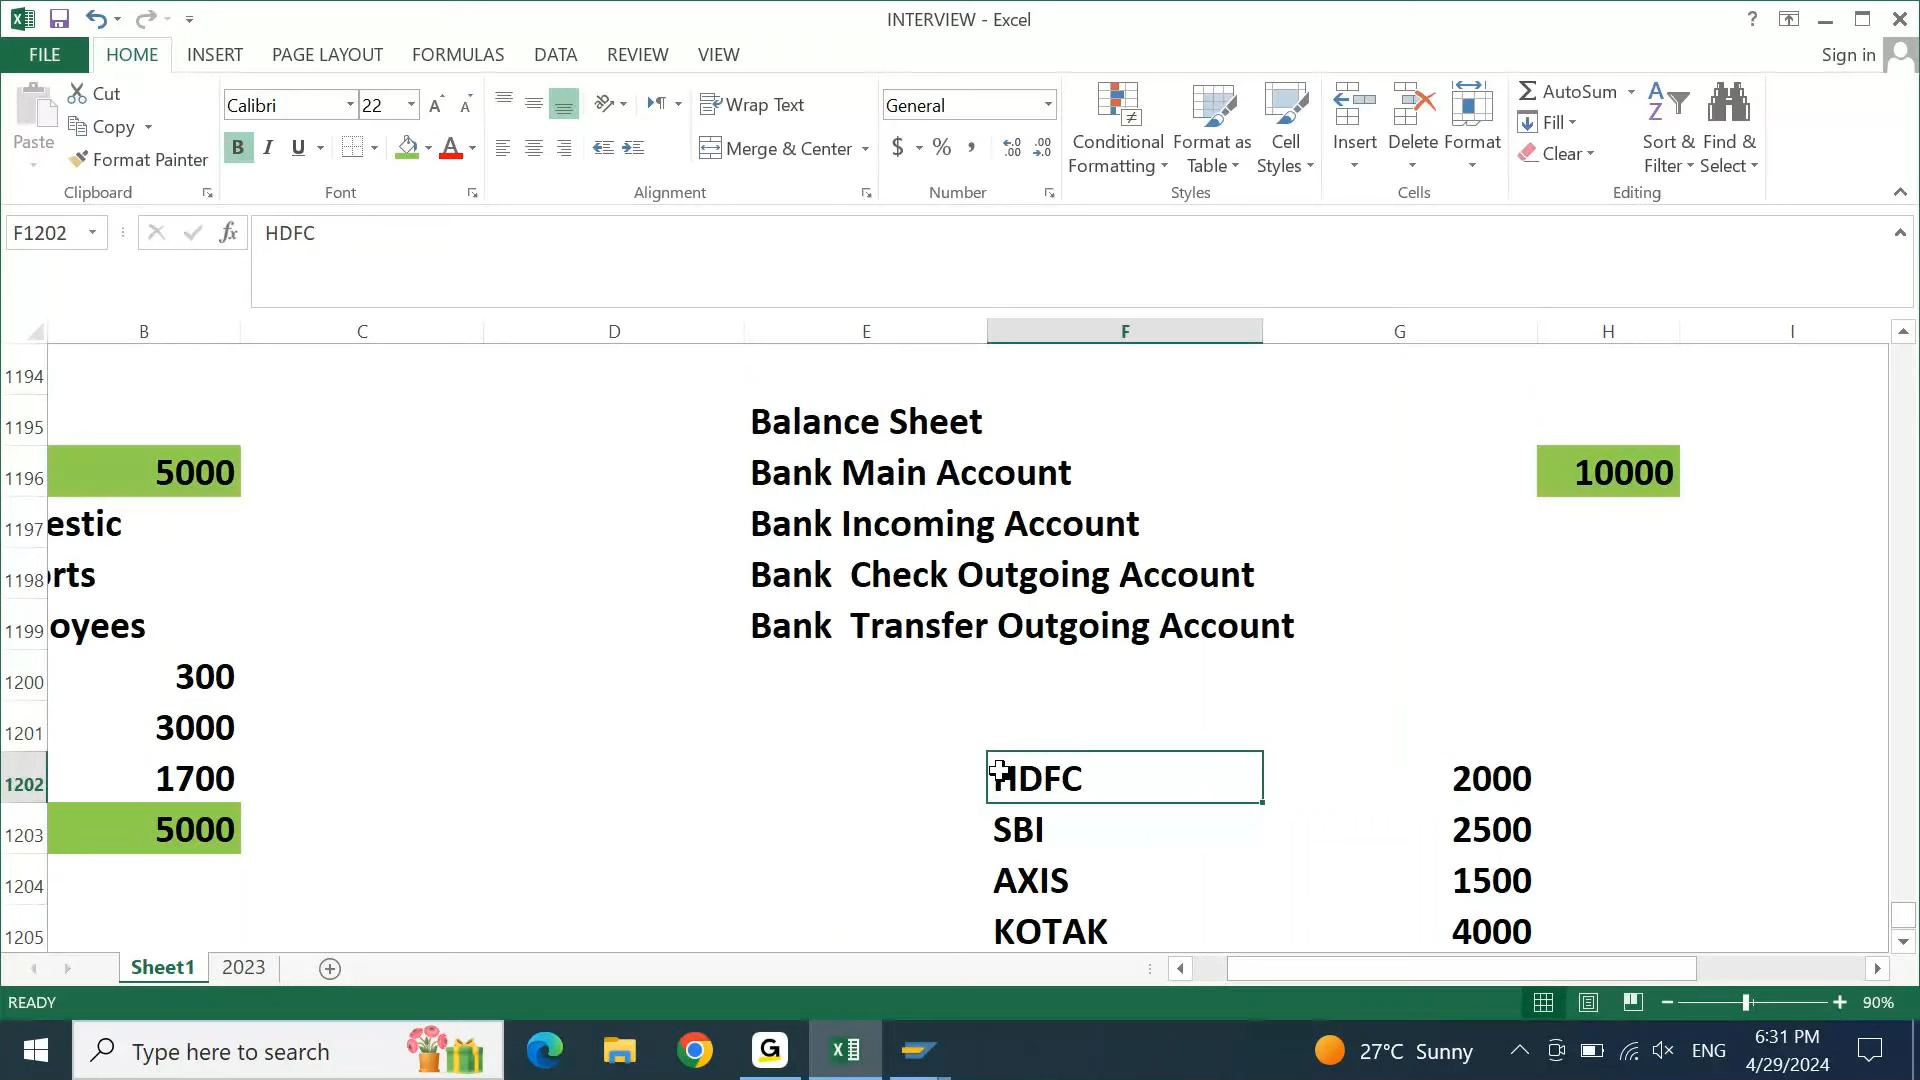 INTERVIEW - Excel
?
FILE HOME INSERT PAGE LAYOUT FORMULAS DATA REVIEW VIEW Sign in
Paste
Cut
Copy
Format Painter
Clipboard
Calibri 22
B I U
Font
Wrap Text
Merge & Center
Alignment
General
$ % ,
Number
Conditional Formatting
Format as Table
Cell Styles
Styles
Insert Delete Format
Cells
AutoSum
Fill
Clear
Sort & Filter
Find & Select
Editing
F1202 fx HDFC
B C D E F G H I
1194
1195 Balance Sheet
1196 5000 Bank Main Account 10000
1197 estic Bank Incoming Account
1198 rts Bank  Check Outgoing Account
1199 oyees Bank  Transfer Outgoing Account
1200 300
1201 3000
1202 1700 HDFC 2000
1203 5000 SBI 2500
1204 AXIS 1500
1205 KOTAK 4000
Sheet1 2023
READY 90%
Type here to search
27°C Sunny
ENG
6:31 PM
4/29/2024